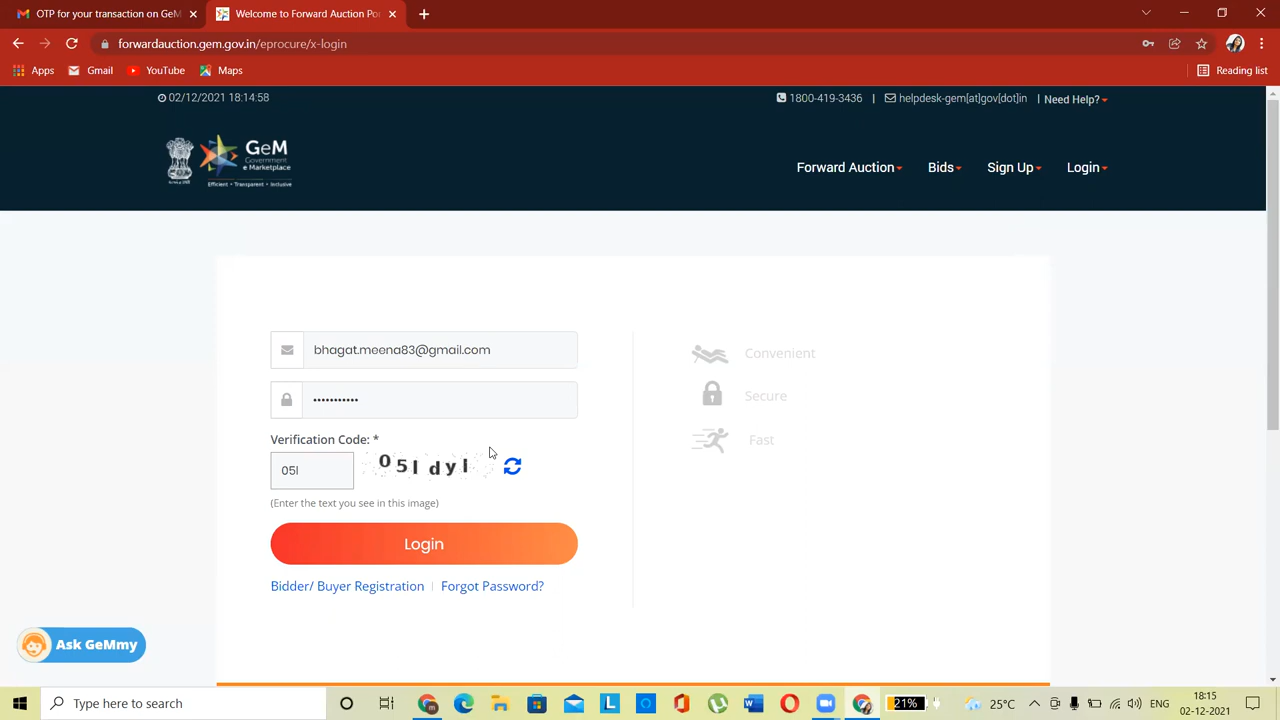 OTP for your transaction on GeM
Welcome to Forward Auction Por
forwardauction.gem.gov.in/eprocure/x-login
Apps Gmail YouTube Maps Reading list
02/12/2021 18:14:58 1800-419-3436 | helpdesk-gem[at]gov[dot]in | Need Help?
GeM
Government
e Marketplace
Efficient • Transparent • Inclusive
Forward Auction Bids Sign Up Login
bhagat.meena83@gmail.com
•••••••••••
Verification Code: *
05l
05ldyl
(Enter the text you see in this image)
Login
Bidder/ Buyer Registration | Forgot Password?
Convenient
Secure
Fast
Ask GeMmy
Type here to search
21%
25°C
ENG
18:15
02-12-2021